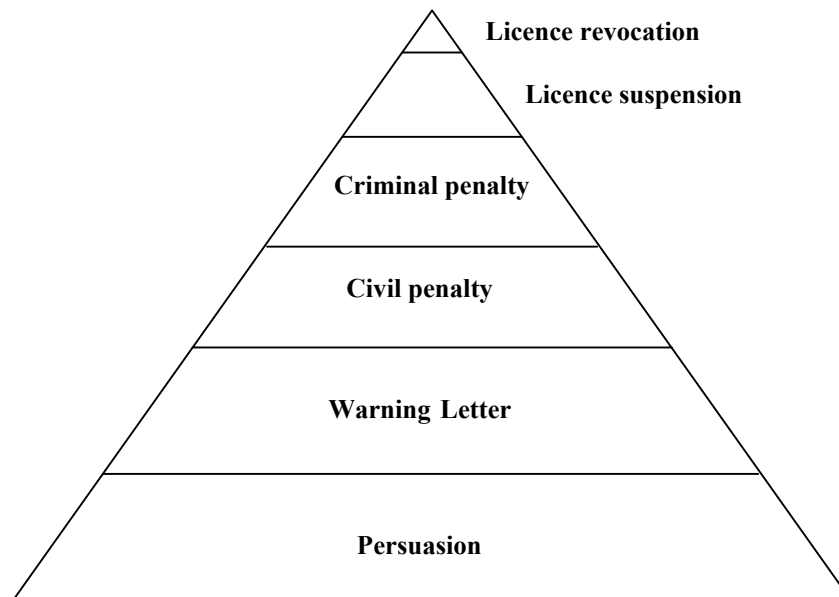 Licence revocation
Licence suspension
Criminal penalty
Civil penalty
Warning Letter
Persuasion